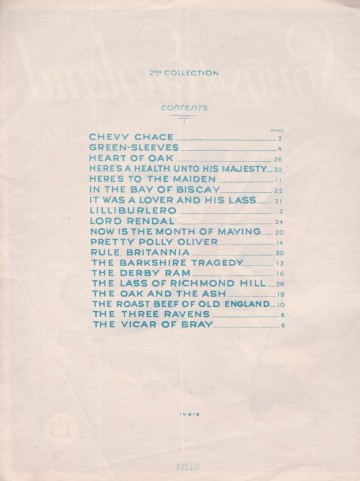 2ND COLLECTION
CONTENTS
PAGE
CHEVY CHACE 3
GREEN-SLEEVES 4
HEART OF OAK 26
HERE'S A HEALTH UNTO HIS MAJESTY 32
HERES TO THE MAIDEN 11
IN THE BAY OF BISCAY 22
IT WAS A LOVER AND HIS LASS 21
LILLIBURLERO 2
LORD RENDAL 24
NOW IS THE MONTH OF MAYING 20
PRETTY POLLY OLIVER 14
RULE, BRITANNIA 30
THE BARKSHIRE TRAGEDY 12
THE DERBY RAM 16
THE LASS OF RICHMOND HILL 28
THE OAK AND THE ASH 18
THE ROAST BEEF OF OLD ENGLAND 10
THE THREE RAVENS 8
THE VICAR OF BRAY 6
15919